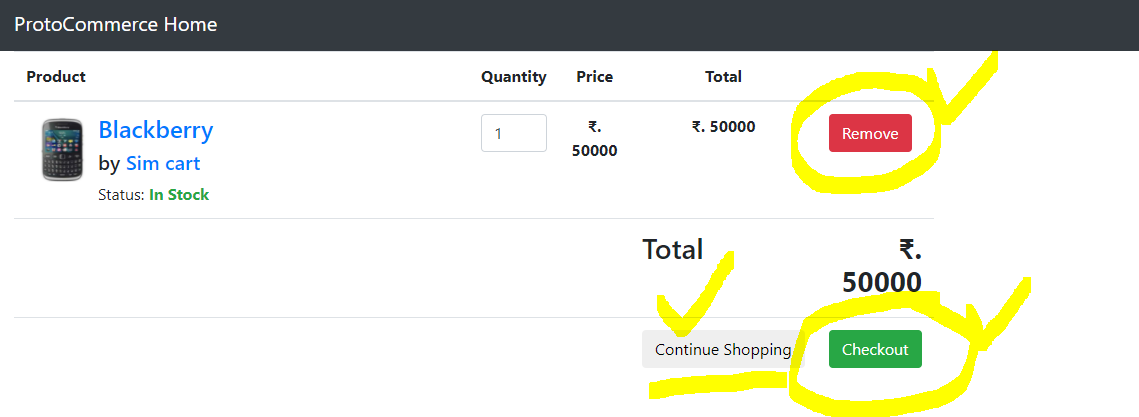 ProtoCommerce Home
Product Quantity Price Total
Blackberry 1 ₹. 50000 ₹. 50000 Remove
by Sim cart
Status: In Stock
Total ₹. 50000
Continue Shopping Checkout